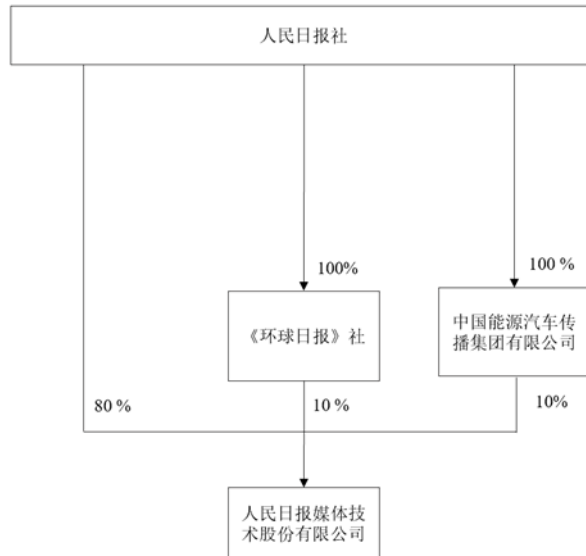 人民日报社
100%
100 %
《环球日报》社
中国能源汽车传
播集团有限公司
80 %
10 %
10%
人民日报媒体技
术股份有限公司